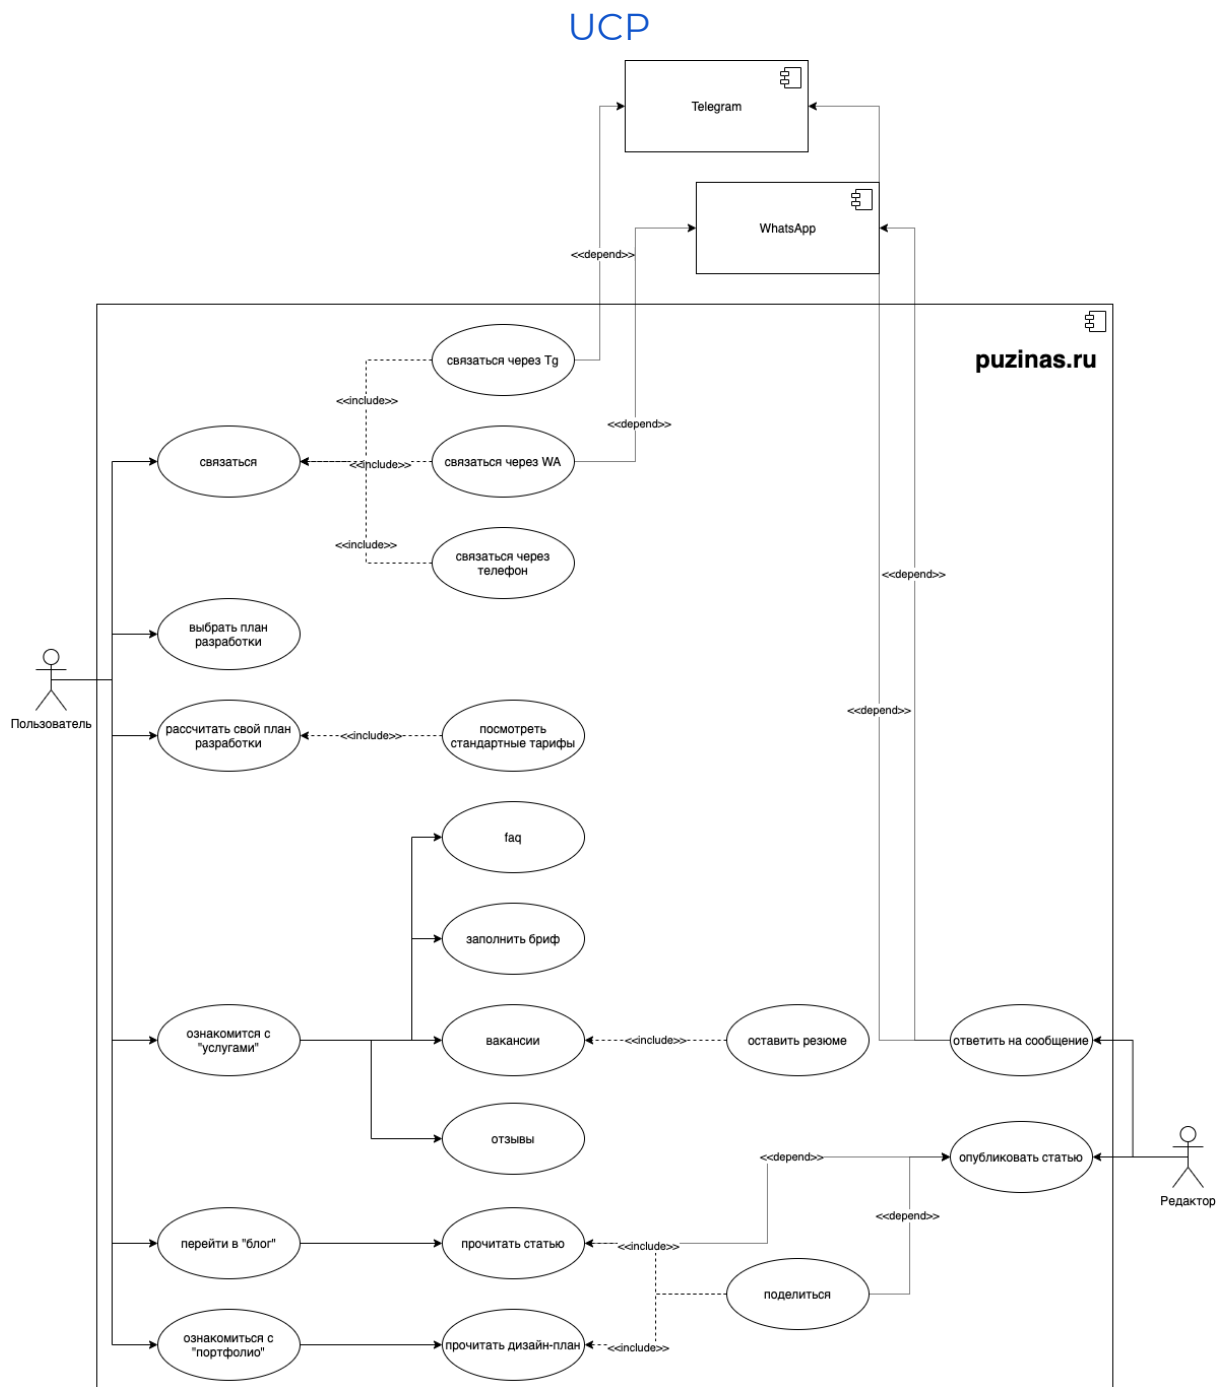 UCP
Telegram
WhatsApp
<<depend>>
puzinas.ru
связаться через Tg
<<include>>
<<depend>>
связаться
<<include>>
связаться через WA
<<include>>
связаться через
телефон
<<depend>>
выбрать план
разработки
Пользователь
<<depend>>
рассчитать свой план
разработки
<<include>>
посмотреть
стандартные тарифы
faq
заполнить бриф
ознакомится с
"услугами"
вакансии
<<include>>
оставить резюме
ответить на сообщение
отзывы
<<depend>>
опубликовать статью
Редактор
<<depend>>
перейти в "блог"
прочитать статью
<<include>>
поделиться
ознакомиться с
"портфолио"
прочитать дизайн-план
<<include>>